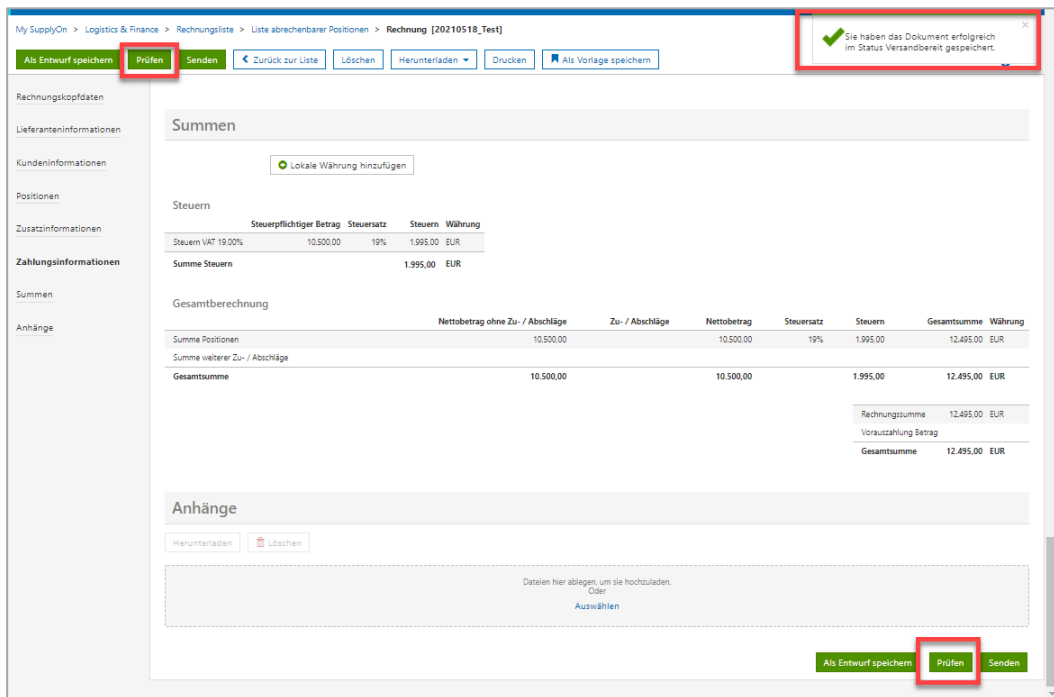 My SupplyOn > Logistics & Finance > Rechnungsliste > Liste abrechenbarer Positionen > Rechnung [20210518_Test]
Sie haben das Dokument erfolgreich
im Status Versandbereit gespeichert.
Als Entwurf speichern Prüfen Senden Zurück zur Liste Löschen Herunterladen Drucken Als Vorlage speichern
Rechnungskopfdaten
Lieferanteninformationen
Kundeninformationen
Positionen
Zusatzinformationen
Zahlungsinformationen
Summen
Anhänge
Summen
Lokale Währung hinzufügen
Steuern
Steuerpflichtiger Betrag Steuersatz Steuern Währung
Steuern VAT 19,00% 10.500,00 19% 1.995,00 EUR
Summe Steuern 1.995,00 EUR
Gesamtberechnung
Nettobetrag ohne Zu- / Abschläge Zu- / Abschläge Nettobetrag Steuersatz Steuern Gesamtsumme Währung
Summe Positionen 10.500,00 10.500,00 19% 1.995,00 12.495,00 EUR
Summe weiterer Zu- / Abschläge
Gesamtsumme 10.500,00 10.500,00 1.995,00 12.495,00 EUR
Rechnungssumme 12.495,00 EUR
Vorauszahlung Betrag
Gesamtsumme 12.495,00 EUR
Anhänge
Herunterladen Löschen
Dateien hier ablegen, um sie hochzuladen.
Oder
Auswählen
Als Entwurf speichern Prüfen Senden